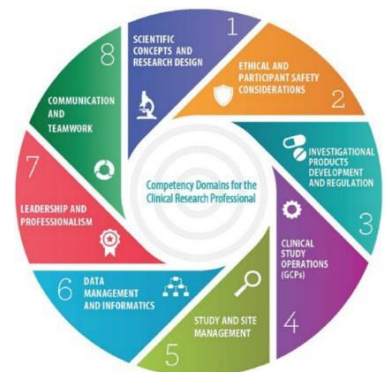 Competency Domains for the
Clinical Research Professional
1
SCIENTIFIC
CONCEPTS AND
RESEARCH DESIGN
2
ETHICAL AND
PARTICIPANT SAFETY
CONSIDERATIONS
3
INVESTIGATIONAL
PRODUCTS
DEVELOPMENT
AND REGULATION
4
CLINICAL
STUDY
OPERATIONS
(GCPs)
5
STUDY AND SITE
MANAGEMENT
6
DATA
MANAGEMENT
AND INFORMATICS
7
LEADERSHIP AND
PROFESSIONALISM
8
COMMUNICATION
AND
TEAMWORK